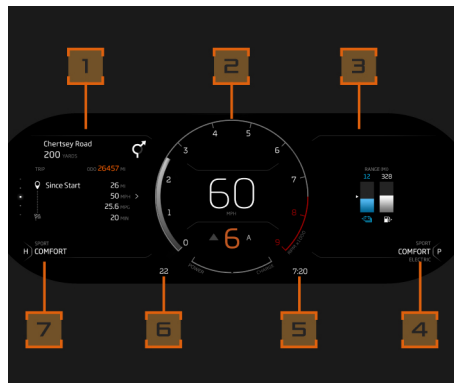 1
2
3
Chertsey Road
200 YARDS
TRIP ODO 26457 MI
Since Start 26 MI
50 MPH >
25.6 MPG
20 MIN
0
1
2
3
4
5
6
7
8
9
RPM x 1000
60
MPH
6 A
POWER
CHARGE
RANGE (MI)
12 328
SPORT
H COMFORT
SPORT
COMFORT P
ELECTRIC
22
7:20
7
6
5
4